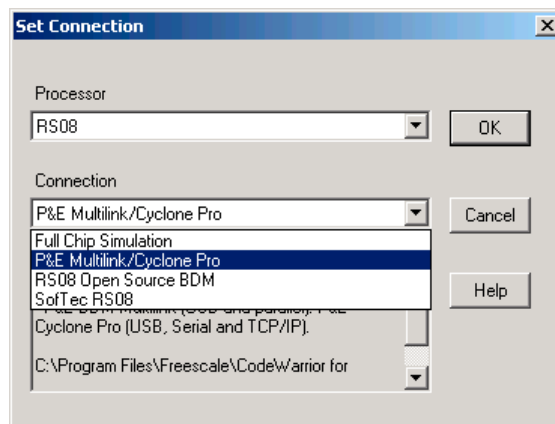 Set Connection
Processor
RS08
OK
Connection
P&E Multilink/Cyclone Pro
Cancel
Full Chip Simulation
P&E Multilink/Cyclone Pro
RS08 Open Source BDM
SofTec RS08
Help
Cyclone Pro (USB, Serial and TCP/IP).
C:\Program Files\Freescale\CodeWarrior for